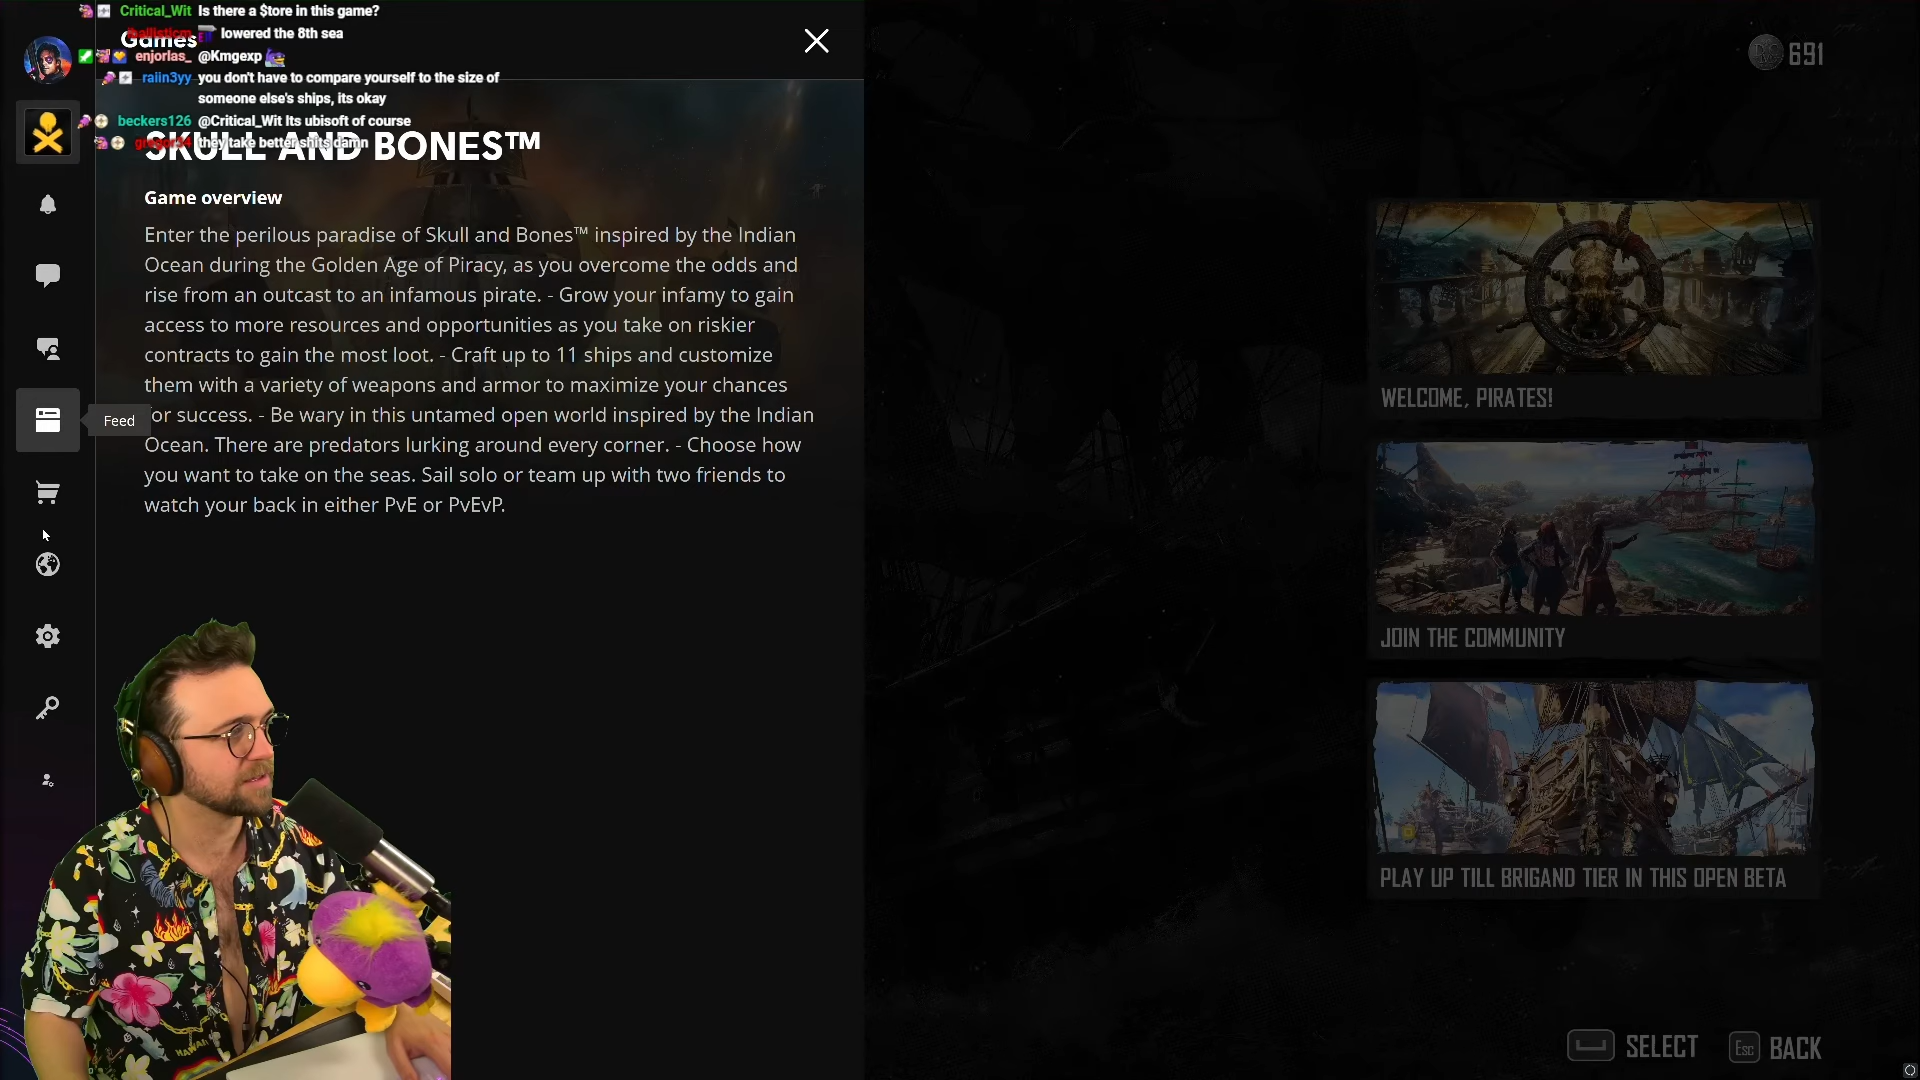 Critical_Wit Is there a $tore in this game?
lowered the 8th sea
Games
enjorlas_ @Kmgexp
raiin3yy you don't have to compare yourself to the size of
someone else's ships, its okay
beckers126 @Critical_Wit Its ubisoft of course
they take better shits damn
SKULL AND BONES™
Game overview
Enter the perilous paradise of Skull and Bones™ inspired by the Indian
Ocean during the Golden Age of Piracy, as you overcome the odds and
rise from an outcast to an infamous pirate. - Grow your infamy to gain
access to more resources and opportunities as you take on riskier
contracts to gain the most loot. - Craft up to 11 ships and customize
them with a variety of weapons and armor to maximize your chances
for success. - Be wary in this untamed open world inspired by the Indian
Ocean. There are predators lurking around every corner. - Choose how
you want to take on the seas. Sail solo or team up with two friends to
watch your back in either PvE or PvEvP.
Feed
691
WELCOME, PIRATES!
JOIN THE COMMUNITY
PLAY UP TILL BRIGAND TIER IN THIS OPEN BETA
SELECT
Esc BACK